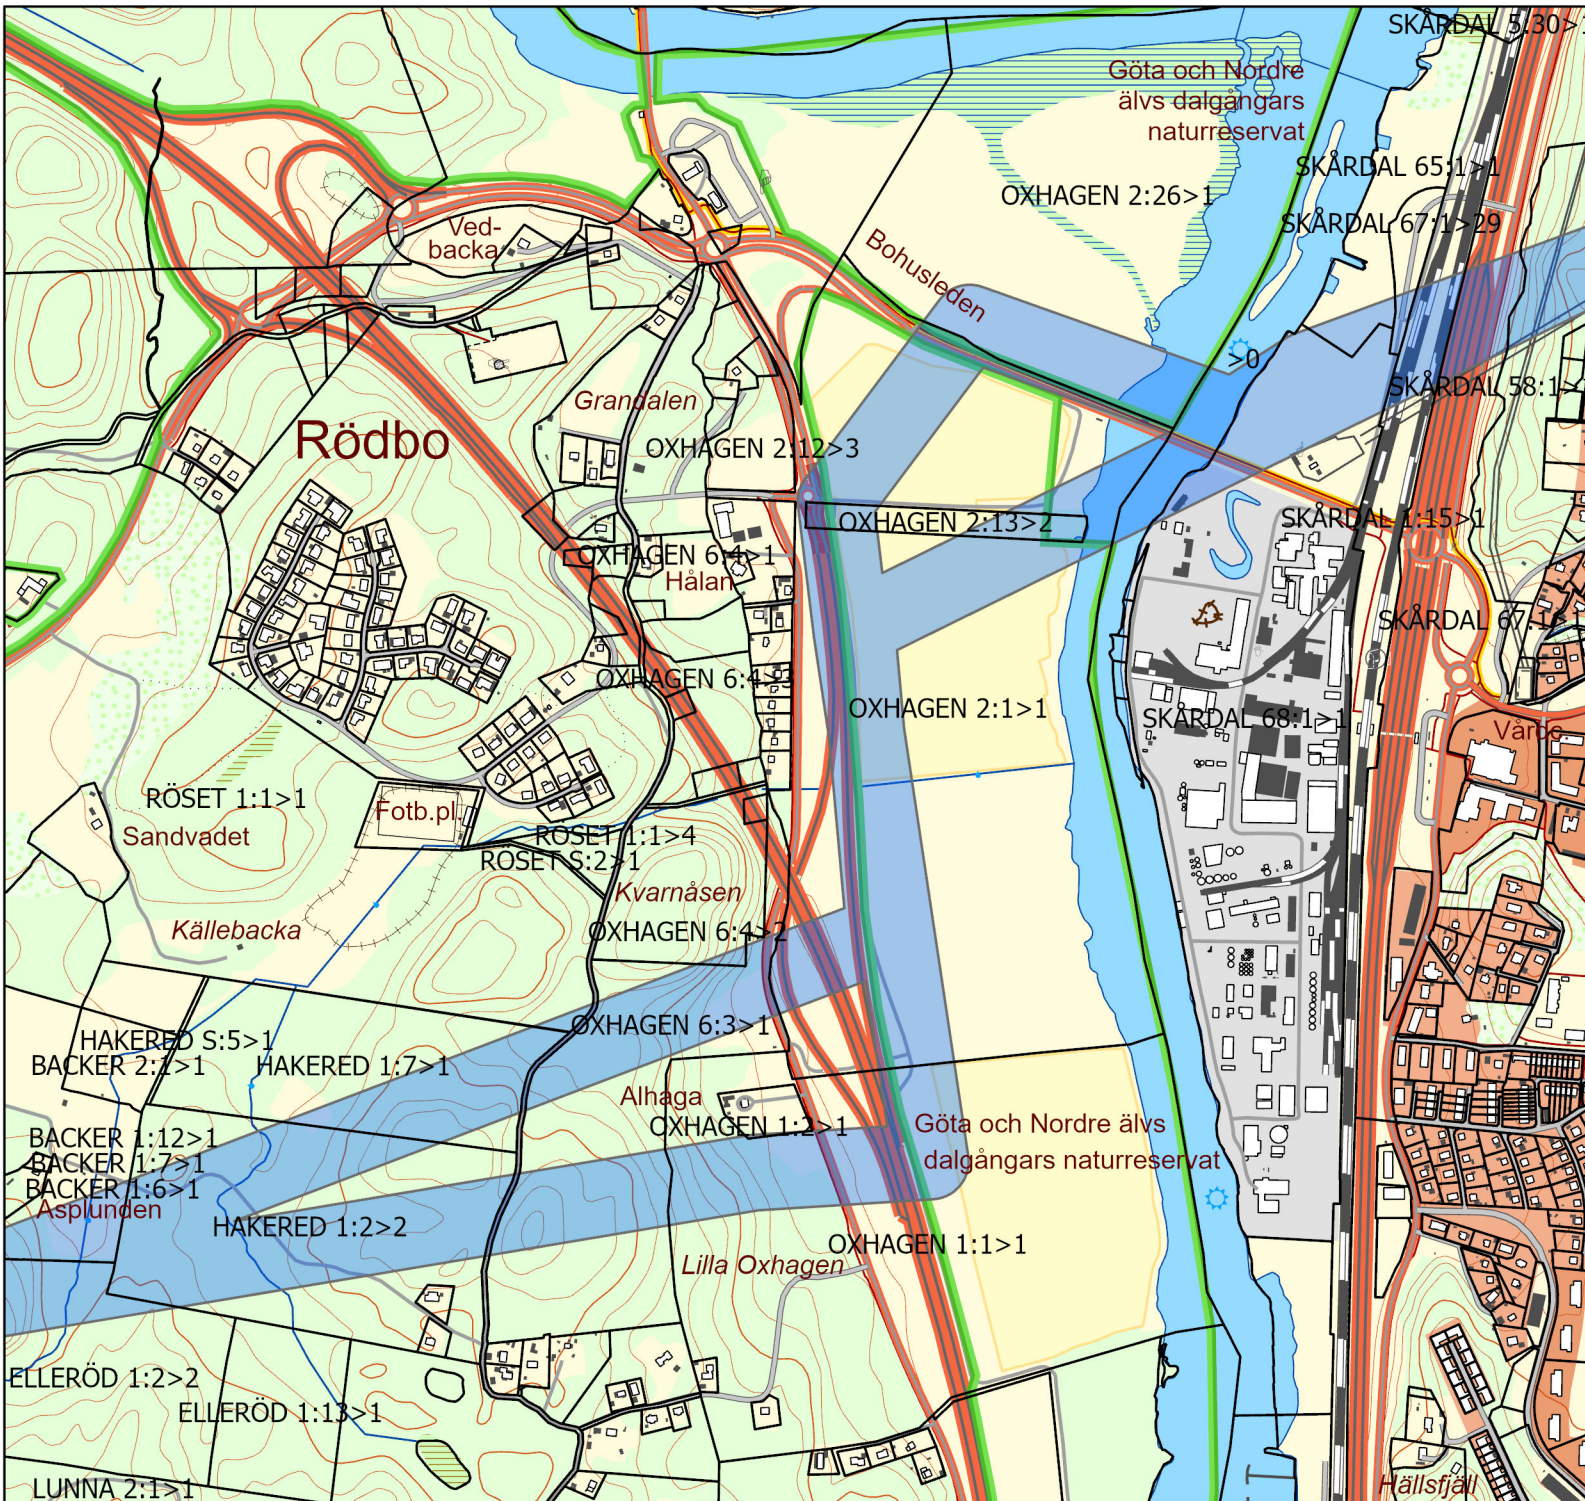 SKÅRDAL 5:30>1
Göta och Nordre
älvs dalgångars
naturreservat
SKÅRDAL 65:1>1
OXHAGEN 2:26>1
SKÅRDAL 67:1>29
Ved-
backa
Bohusleden
>0
SKÅRDAL 58:1>
Grandalen
Rödbo
OXHAGEN 2:12>3
OXHAGEN 2:13>2
SKÅRDAL 1:15>1
OXHAGEN 6:4>1
Hålan
SKÅRDAL 67:1>1
OXHAGEN 6:4>3
OXHAGEN 2:1>1
SKÅRDAL 68:1>1
RÖSET 1:1>1
Fotb.pl.
Sandvadet
RÖSET 1:1>4
RÖSET S:2>1
Kvarnåsen
Källebacka
OXHAGEN 6:4>2
OXHAGEN 6:3>1
HAKERED S:5>1
BACKER 2:1>1
HAKERED 1:7>1
Alhaga
OXHAGEN 1:2>1
Göta och Nordre älvs
dalgångars naturreservat
BACKER 1:12>1
BACKER 1:7>1
BACKER 1:6>1
Asplunden
HAKERED 1:2>2
OXHAGEN 1:1>1
Lilla Oxhagen
ELLERÖD 1:2>2
ELLERÖD 1:13>1
LUNNA 2:1>1
Hällsfjäll